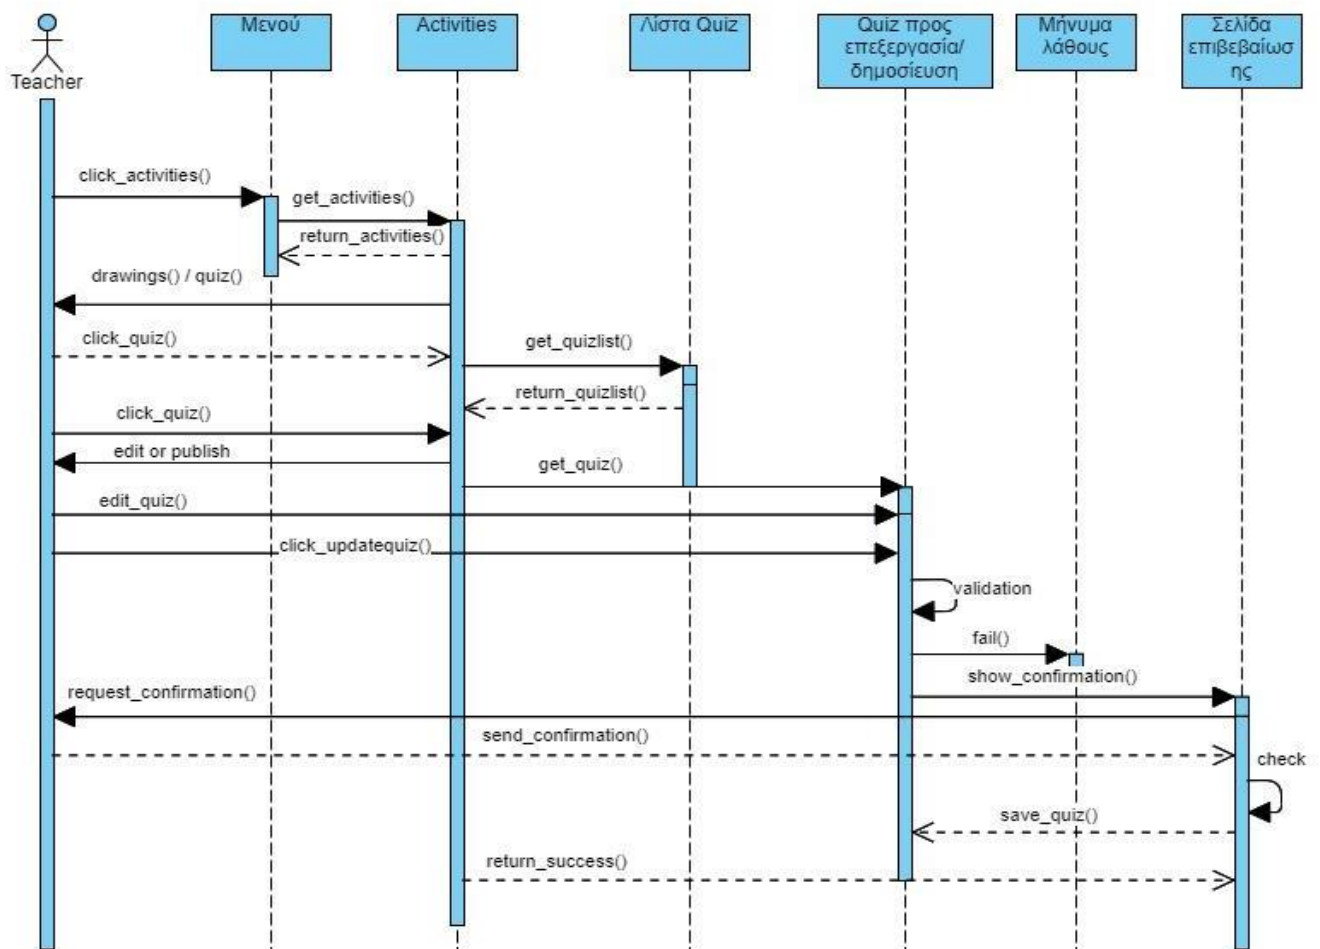 Teacher
Μενού
Activities
Λίστα Quiz
Quiz προς
επεξεργασία/
δημοσίευση
Μήνυμα
λάθους
Σελίδα
επιβεβαίωσ
ης
click_activities()
get_activities()
return_activities()
drawings() / quiz()
click_quiz()
get_quizlist()
return_quizlist()
click_quiz()
edit or publish
get_quiz()
edit_quiz()
click_updatequiz()
validation
fail()
show_confirmation()
request_confirmation()
send_confirmation()
check
save_quiz()
return_success()